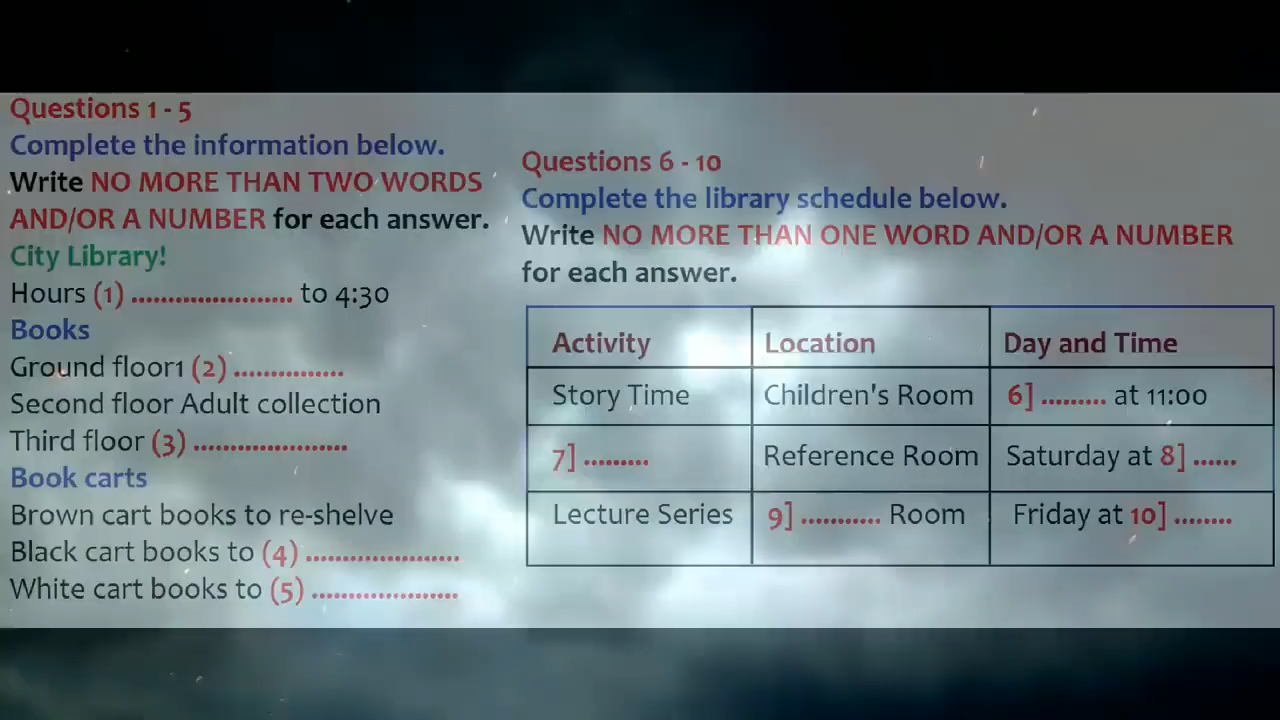 Questions 1 - 5
Complete the information below.
Write NO MORE THAN TWO WORDS
AND/OR A NUMBER for each answer.
City Library!
Hours (1) ...................... to 4:30
Books
Ground floor1 (2) ...............
Second floor Adult collection
Third floor (3) .....................
Book carts
Brown cart books to re-shelve
Black cart books to (4) .....................
White cart books to (5) ....................
Questions 6 - 10
Complete the library schedule below.
Write NO MORE THAN ONE WORD AND/OR A NUMBER
for each answer.
Activity Location Day and Time
Story Time Children's Room 6] ......... at 11:00
7] ......... Reference Room Saturday at 8] ......
Lecture Series 9] ........... Room Friday at 10] ........